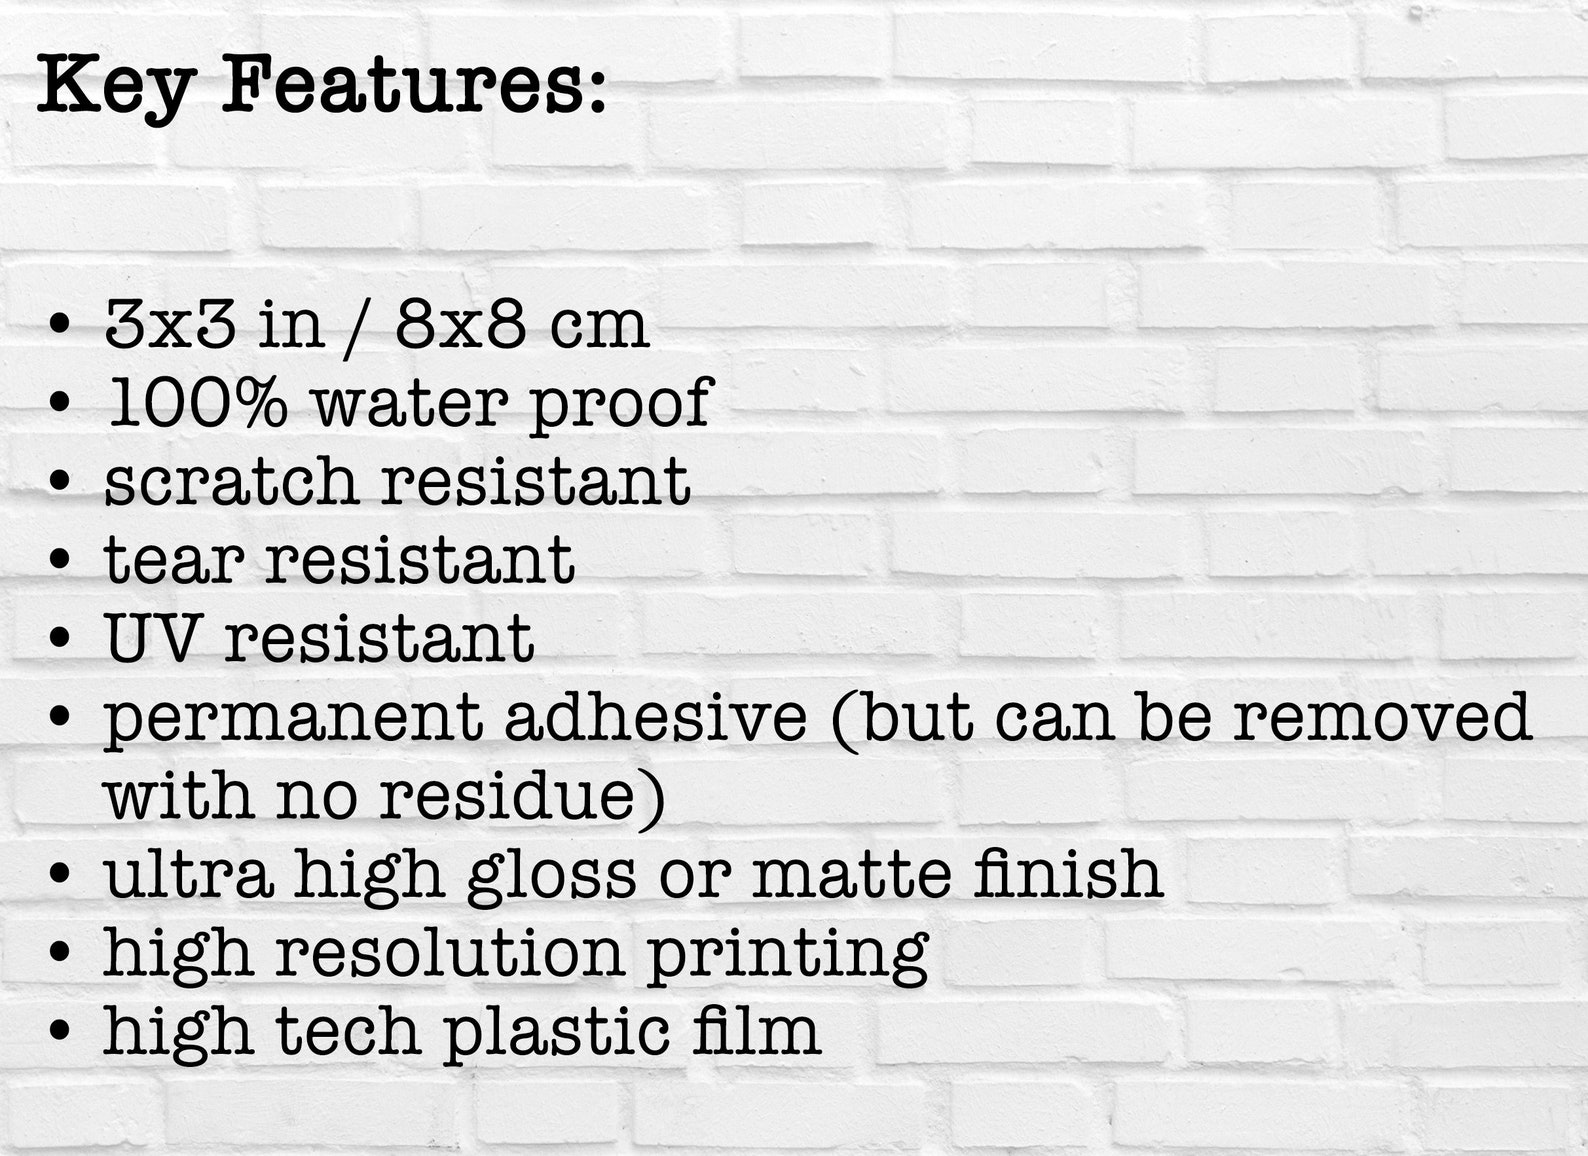 Key Features:
• 3x3 in / 8x8 cm
• 100% water proof
• scratch resistant
• tear resistant
• UV resistant
• permanent adhesive (but can be removed
with no residue)
• ultra high gloss or matte finish
• high resolution printing
• high tech plastic film